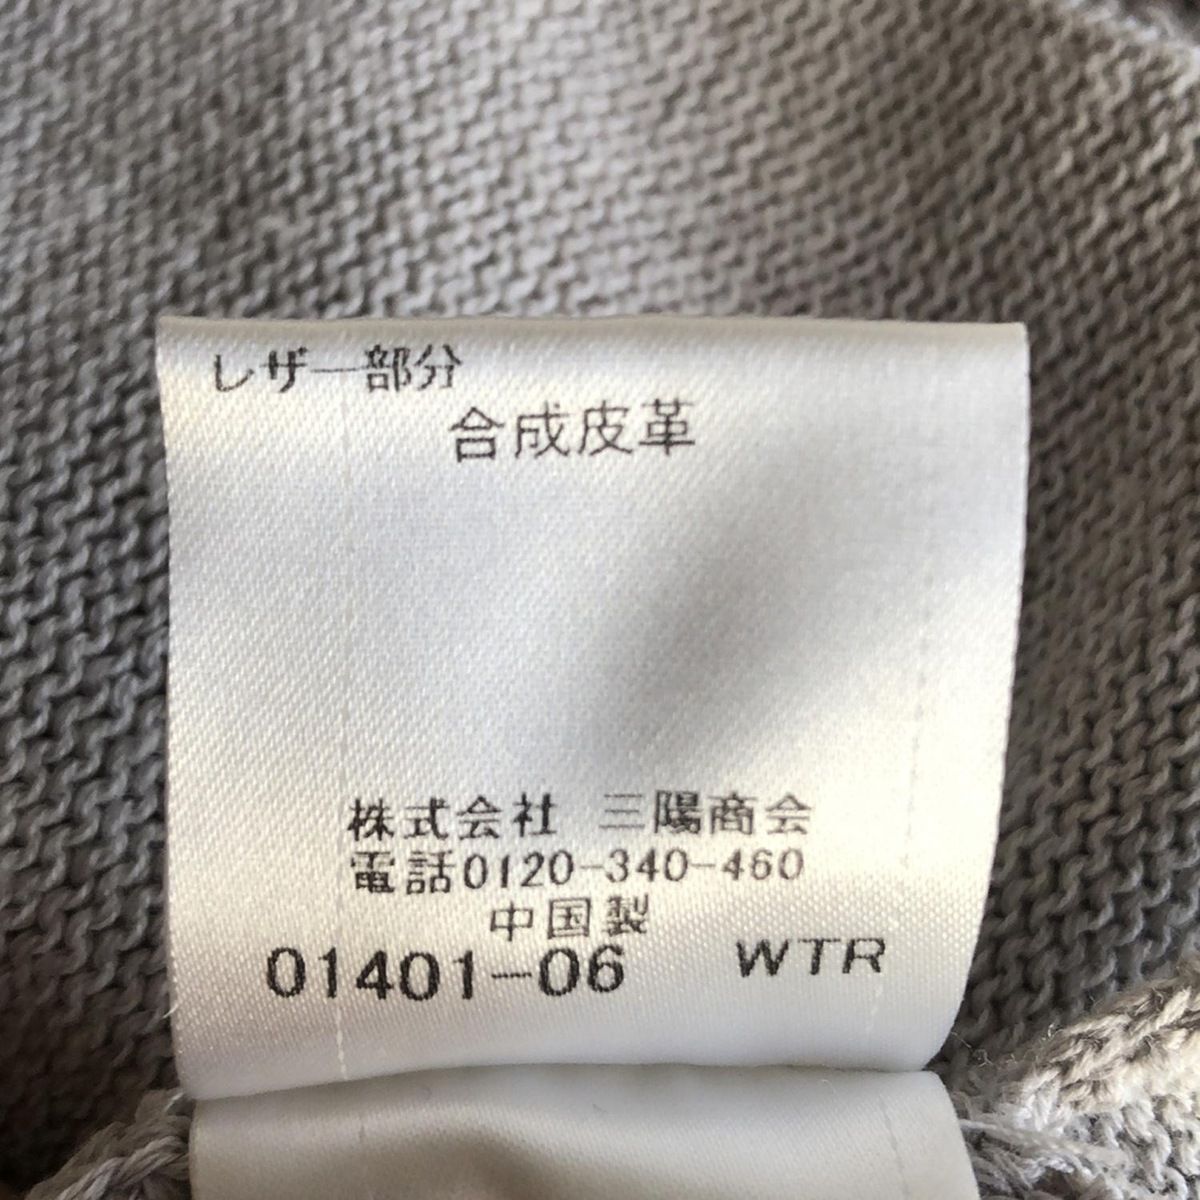 レザー部分
合成皮革
株式会社 三陽商会
電話0120-340-460
中国製
01401-06 WTR